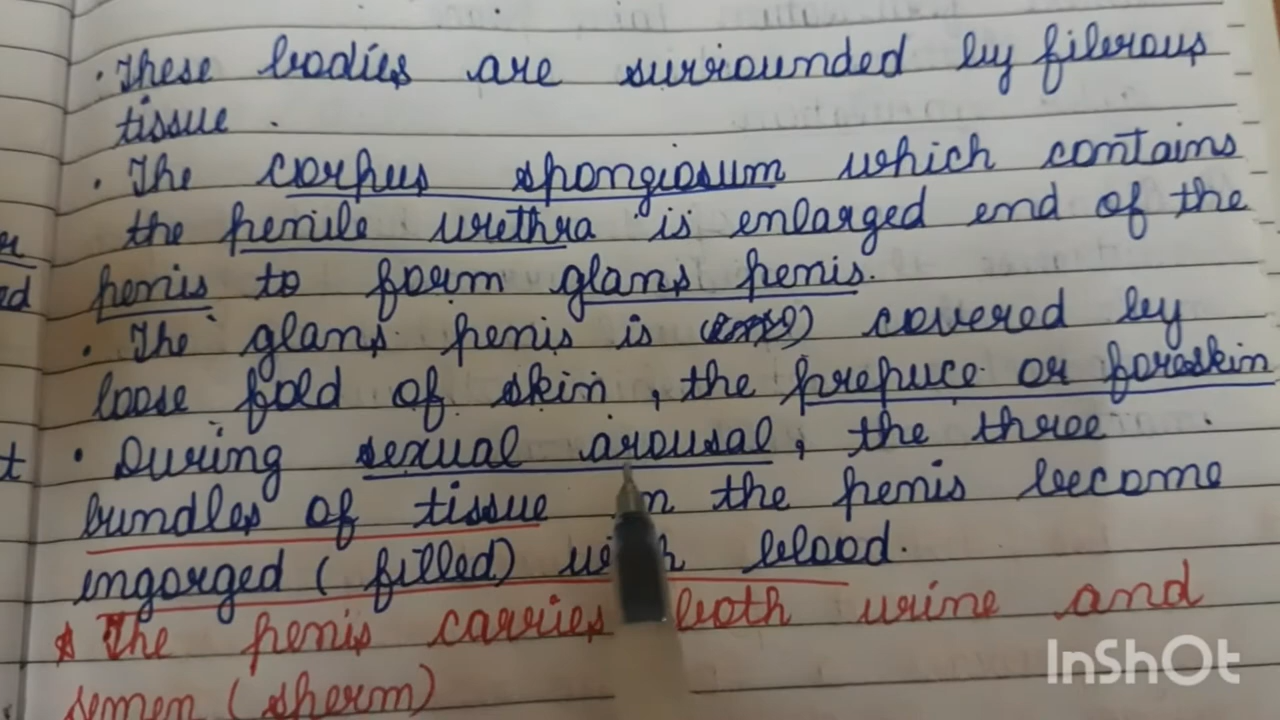 • These bodies are surrounded by fibrous
tissue.
• The corpus spongiosum which contains
the penile urethra is enlarged end of the
penis to form glans penis.
• The glans penis is covered by
loose fold of skin, the prepuce or foreskin
• During sexual arousal, the three
bundles of tissue in the penis become
ingorged (filled) with blood.
* The penis carries both urine and
semen (sperm)
InShOt